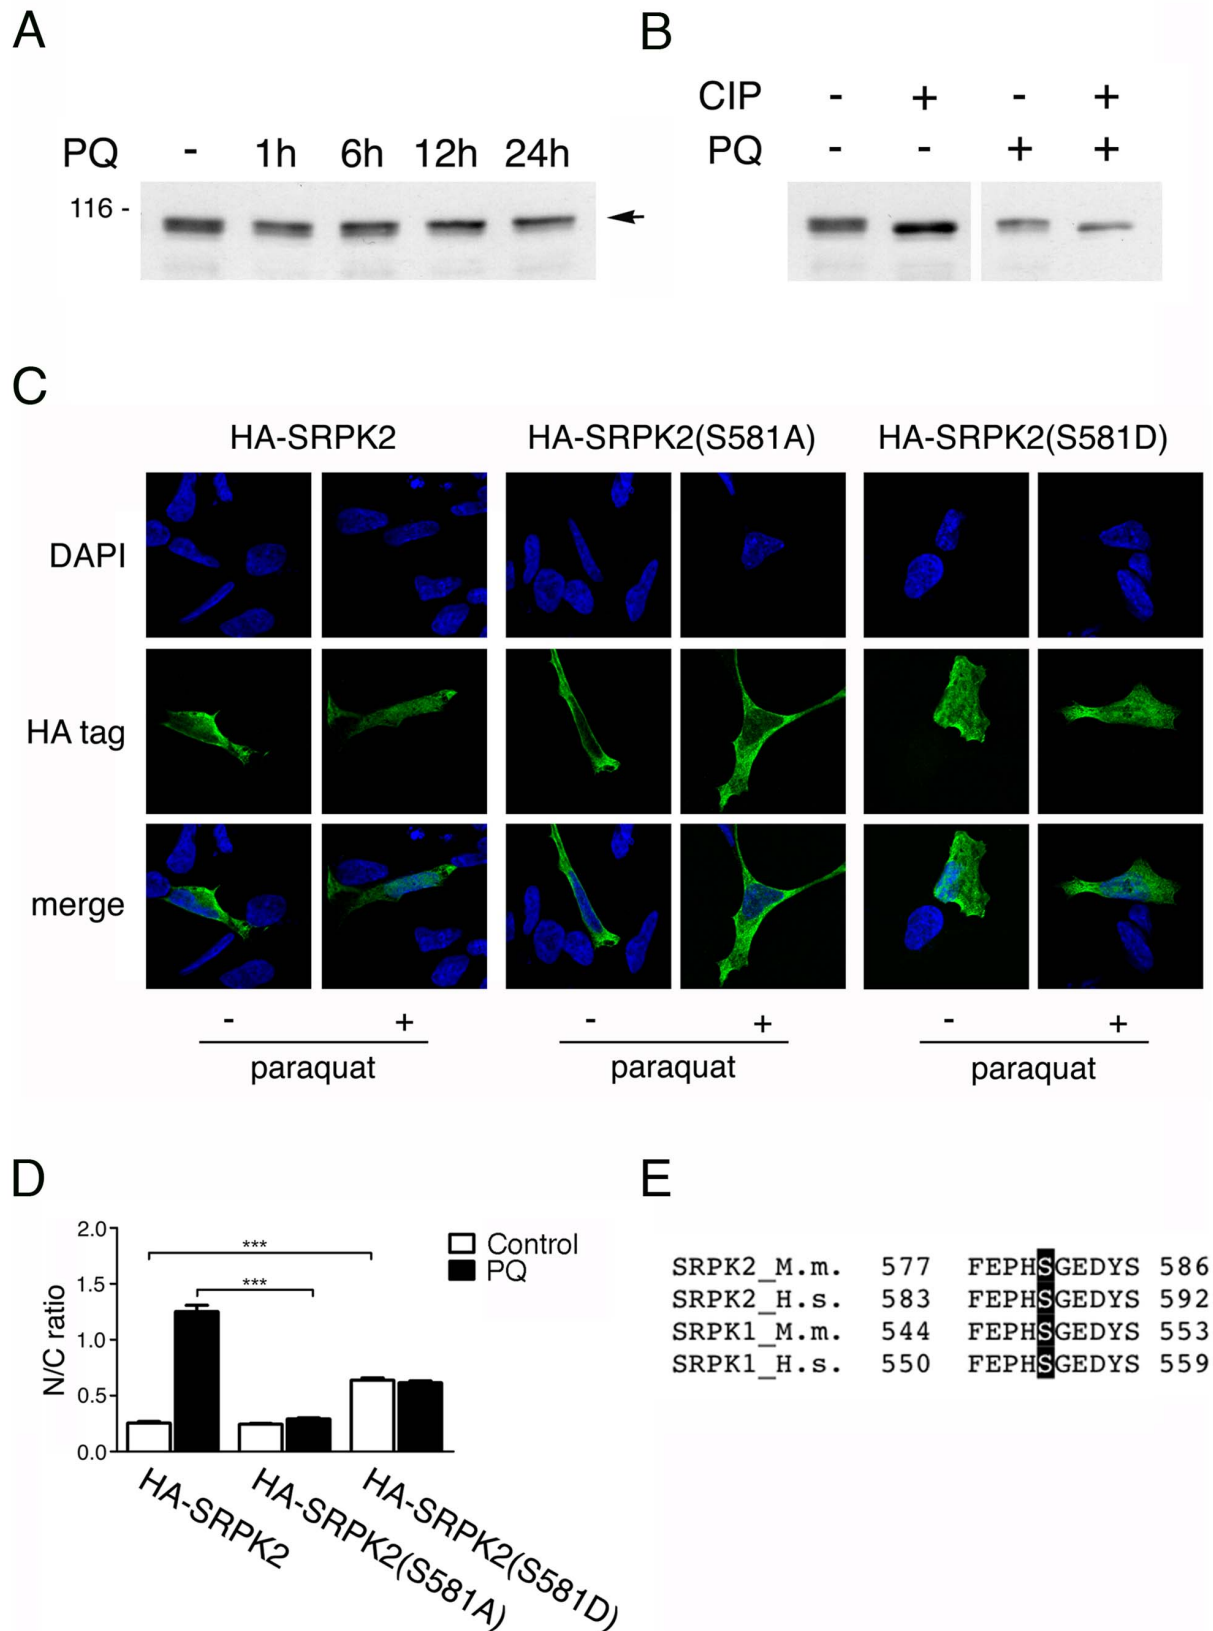 A
PQ - 1h 6h 12h 24h
116 -
B
CIP - + - +
PQ - - + +
C
HA-SRPK2 HA-SRPK2(S581A) HA-SRPK2(S581D)
DAPI
HA tag
merge
- + - + - +
paraquat paraquat paraquat
D
N/C ratio
2.0
1.5
1.0
0.5
0.0
***
***
Control
PQ
HA-SRPK2
HA-SRPK2(S581A)
HA-SRPK2(S581D)
E
SRPK2_M.m. 577 FEPHSGEDYS 586
SRPK2_H.s. 583 FEPHSGEDYS 592
SRPK1_M.m. 544 FEPHSGEDYS 553
SRPK1_H.s. 550 FEPHSGEDYS 559